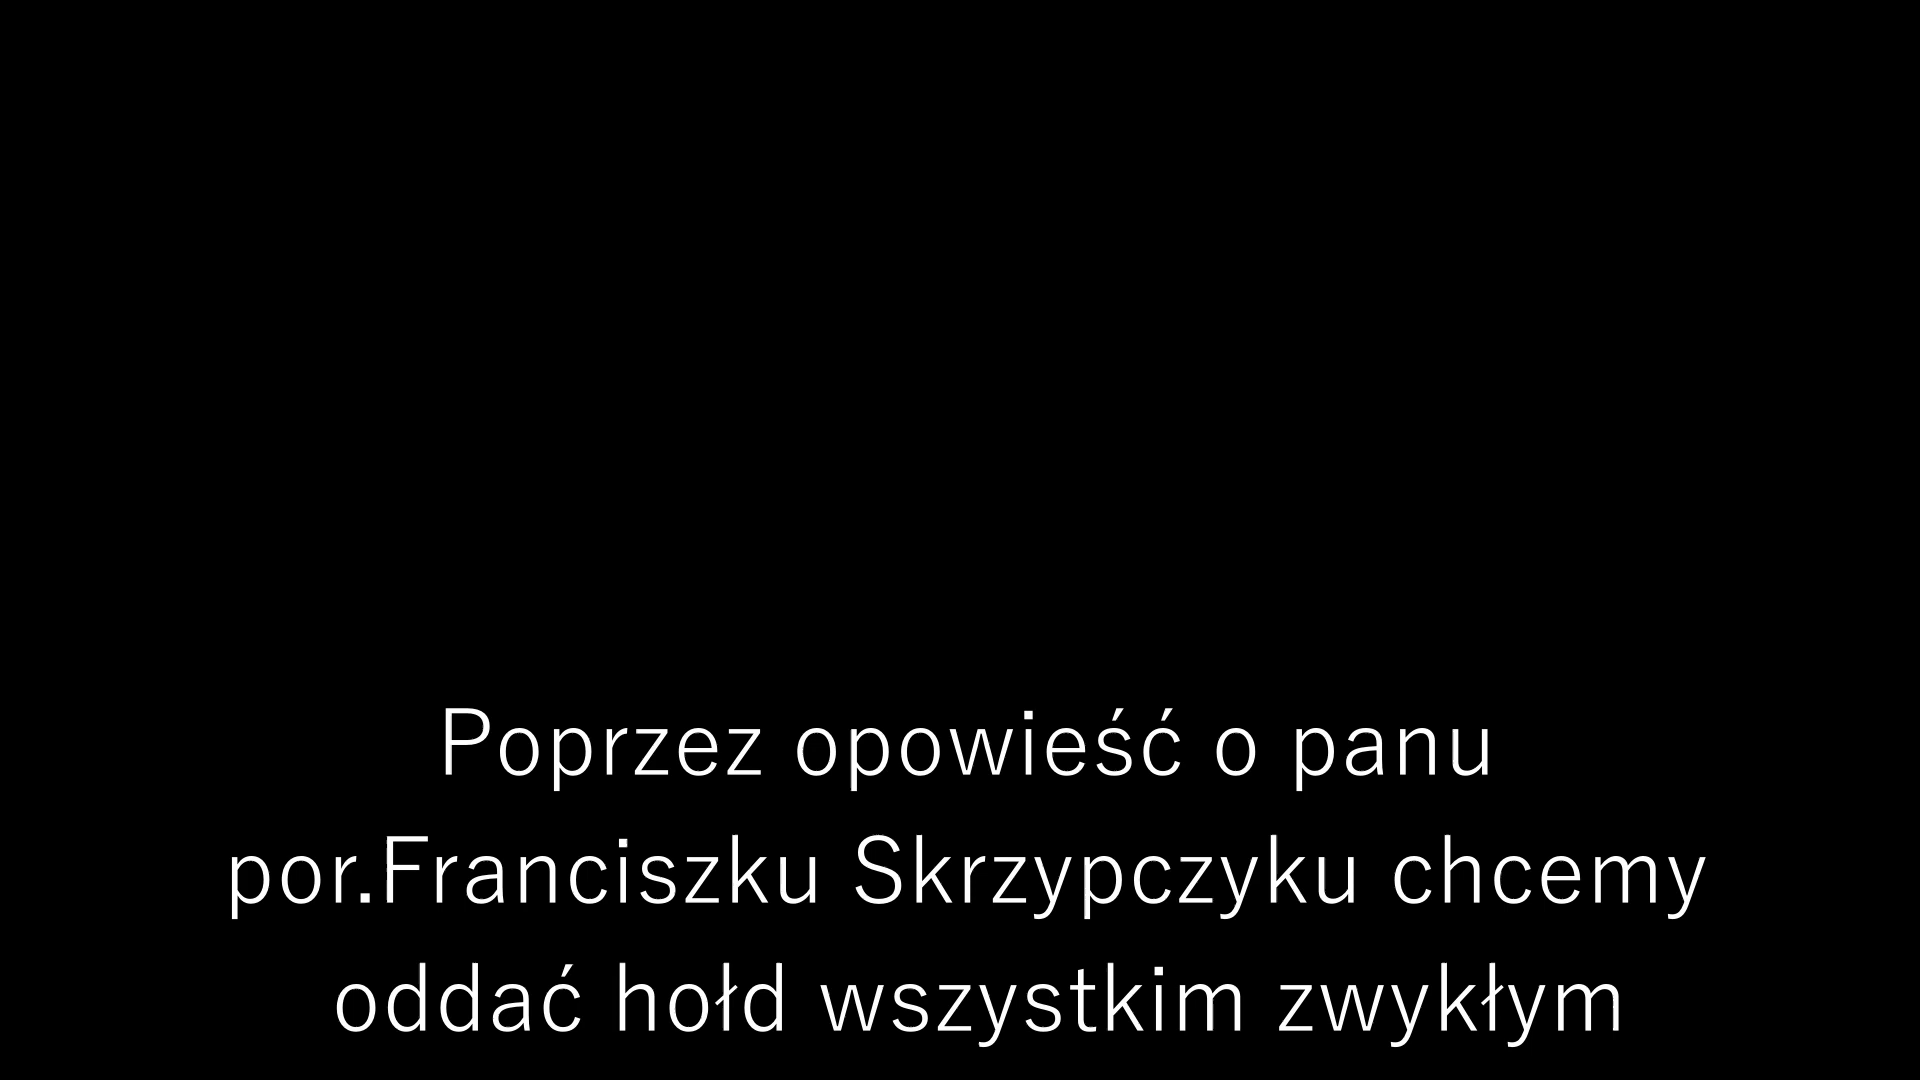 Poprzez opowieść o panu
por.Franciszku Skrzypczyku chcemy
oddać hołd wszystkim zwykłym